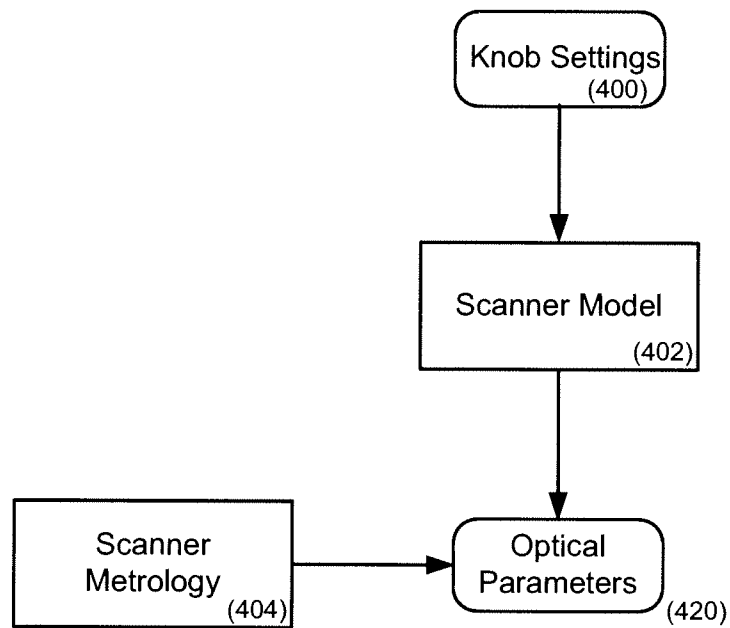 Knob Settings
(400)
Scanner Model
(402)
Scanner
Metrology
(404)
Optical
Parameters
(420)